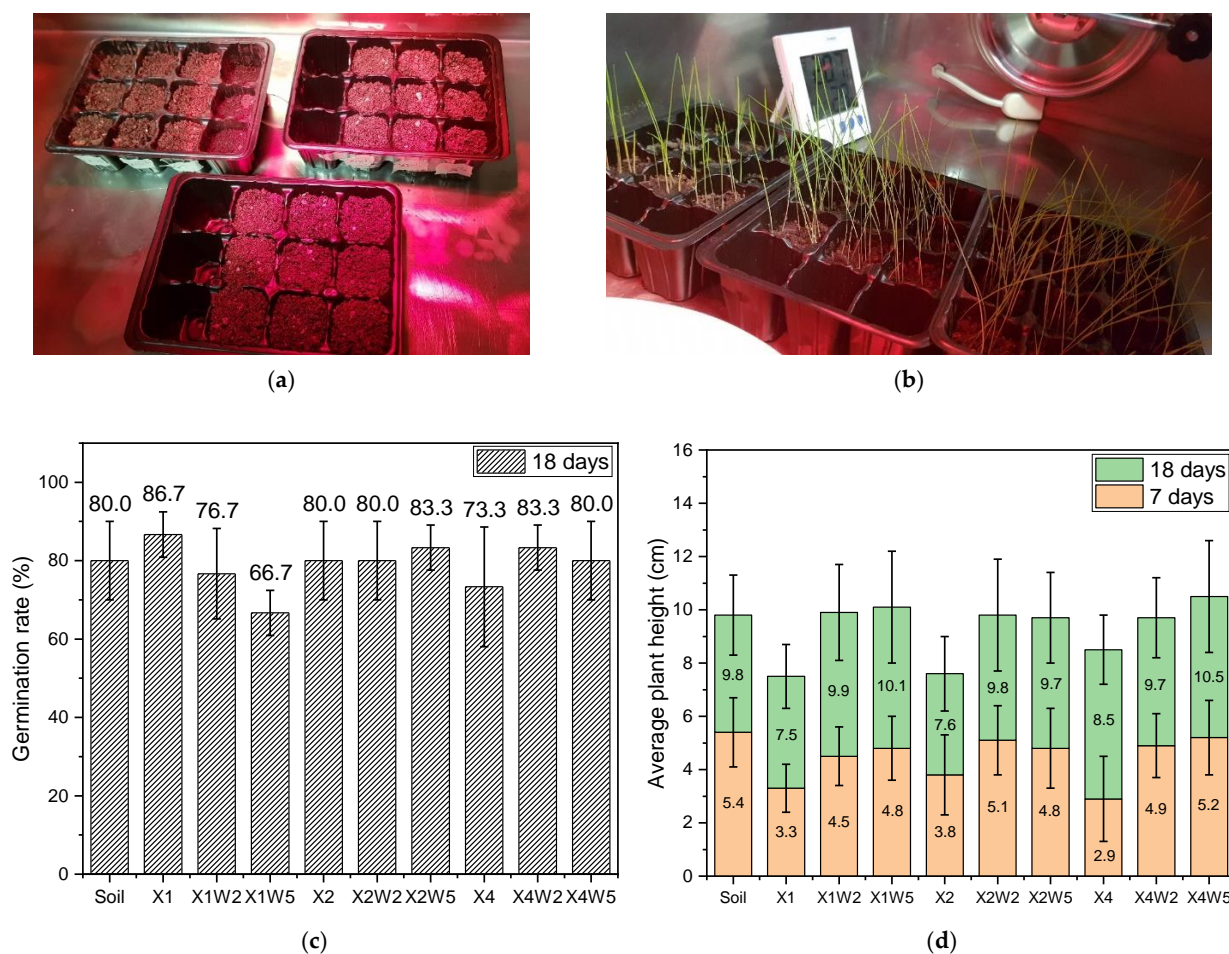 (a)
(b)
Germination rate (%)
100
80
60
40
20
0
18 days
80.0
86.7
76.7
66.7
80.0
80.0
83.3
73.3
83.3
80.0
Soil X1 X1W2 X1W5 X2 X2W2 X2W5 X4 X4W2 X4W5
(c)
Average plant height (cm)
16
14
12
10
8
6
4
2
0
18 days
7 days
9.8 7.5 9.9 10.1 7.6 9.8 9.7 8.5 9.7 10.5
5.4 3.3 4.5 4.8 3.8 5.1 4.8 2.9 4.9 5.2
Soil X1 X1W2 X1W5 X2 X2W2 X2W5 X4 X4W2 X4W5
(d)